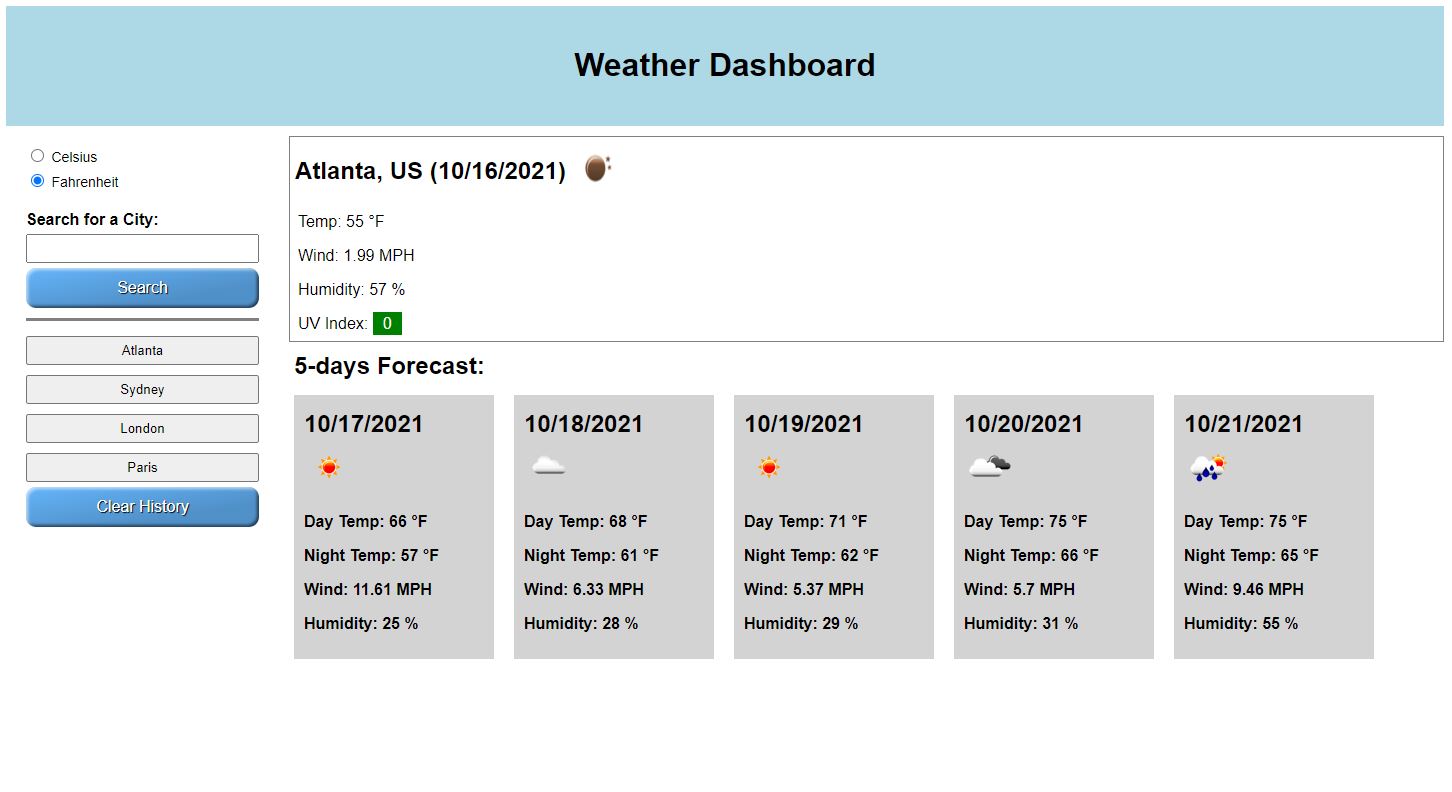 Weather Dashboard
Celsius
Fahrenheit
Search for a City:
Search
Atlanta
Sydney
London
Paris
Clear History
Atlanta, US (10/16/2021)
Temp: 55 °F
Wind: 1.99 MPH
Humidity: 57 %
UV Index: 0
5-days Forecast:
10/17/2021
Day Temp: 66 °F
Night Temp: 57 °F
Wind: 11.61 MPH
Humidity: 25 %
10/18/2021
Day Temp: 68 °F
Night Temp: 61 °F
Wind: 6.33 MPH
Humidity: 28 %
10/19/2021
Day Temp: 71 °F
Night Temp: 62 °F
Wind: 5.37 MPH
Humidity: 29 %
10/20/2021
Day Temp: 75 °F
Night Temp: 66 °F
Wind: 5.7 MPH
Humidity: 31 %
10/21/2021
Day Temp: 75 °F
Night Temp: 65 °F
Wind: 9.46 MPH
Humidity: 55 %